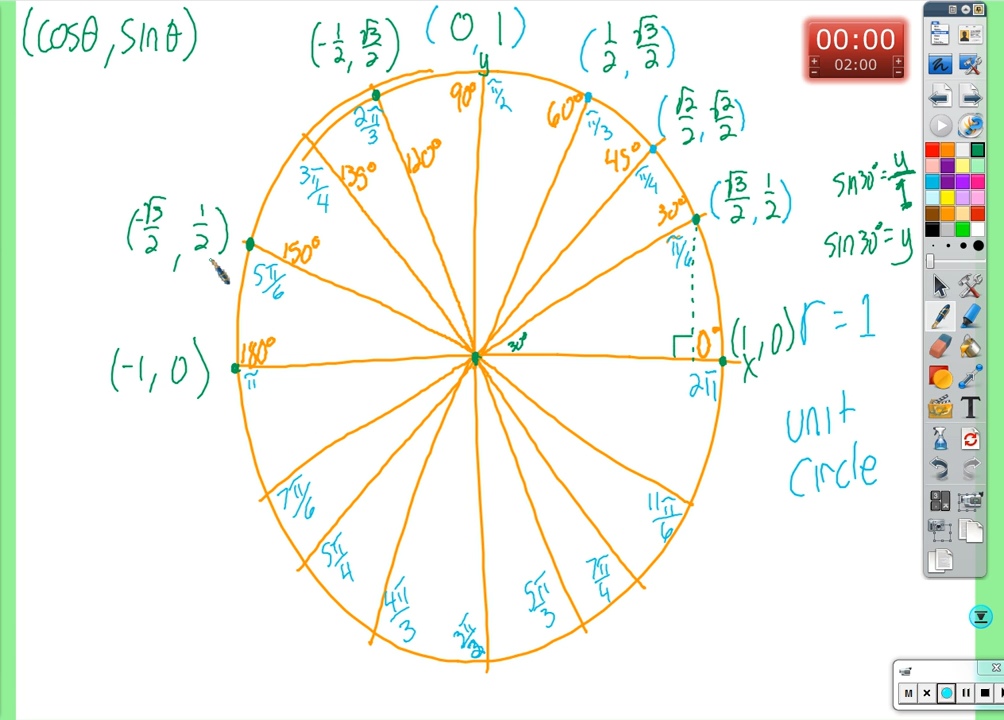 (cosθ, sinθ)
(-1/2, √3/2)
(0, 1)
(1/2, √3/2)
y
90°
π/2
60°
π/3
2π/3
120°
(√2/2, √2/2)
45°
π/4
135°
3π/4
(√3/2, 1/2)
30°
π/6
(-√3/2, 1/2)
150°
5π/6
sin30° = y/1
sin30° = y
r = 1
(-1, 0)
180°
π
30°
0°
(1, 0)
x
2π
unit
circle
7π/6
5π/4
4π/3
3π/2
5π/3
7π/4
11π/6
00:00
02:00
M